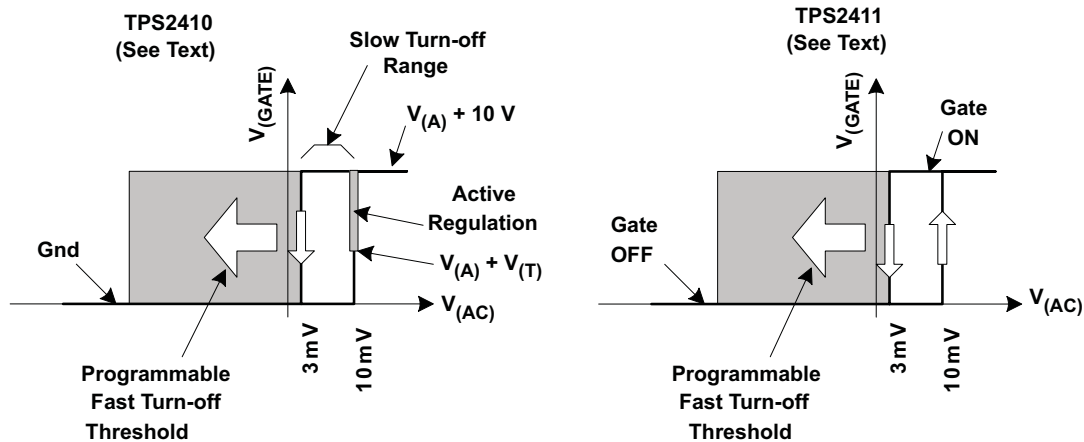 TPS2410
(See Text)
Slow Turn-off
Range
V(GATE)
V(A) + 10 V
Active
Regulation
Gnd
V(A) + V(T)
V(AC)
3 mV
10 mV
Programmable
Fast Turn-off
Threshold
TPS2411
(See Text)
V(GATE)
Gate
ON
Gate
OFF
V(AC)
3 mV
10 mV
Programmable
Fast Turn-off
Threshold